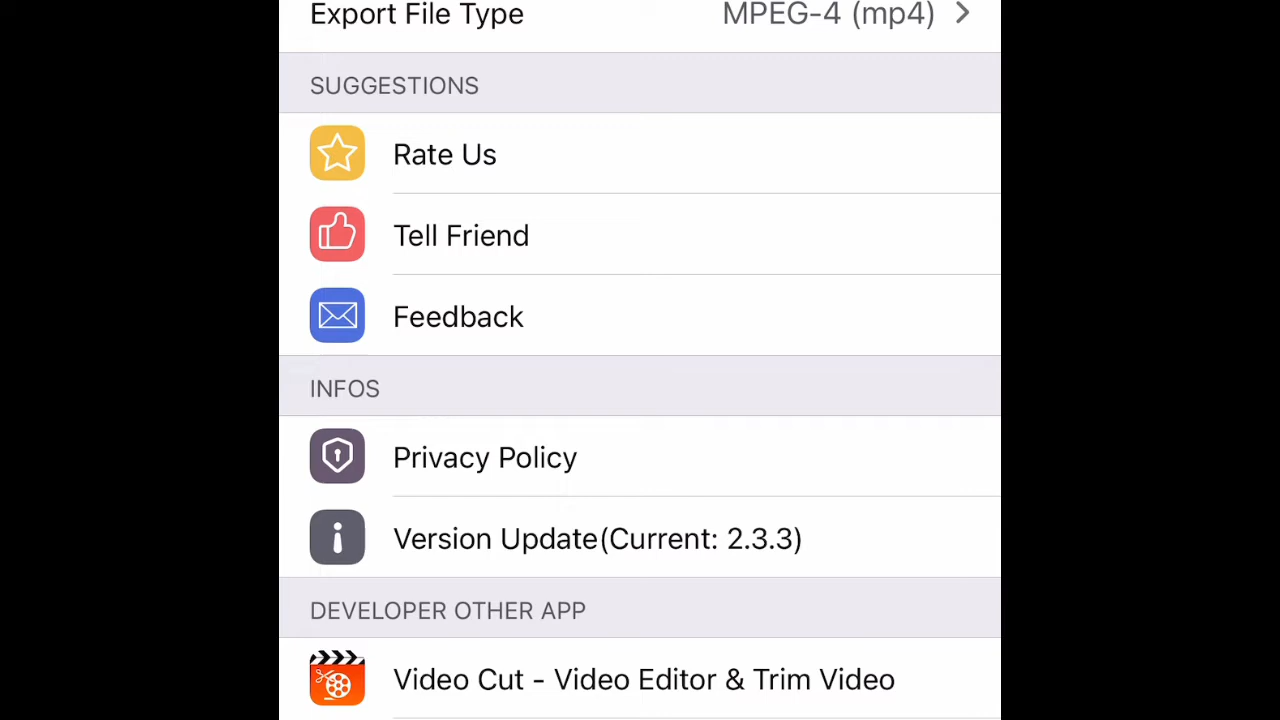 Export File Type MPEG-4 (mp4)
SUGGESTIONS
Rate Us
Tell Friend
Feedback
INFOS
Privacy Policy
Version Update(Current: 2.3.3)
DEVELOPER OTHER APP
Video Cut - Video Editor & Trim Video